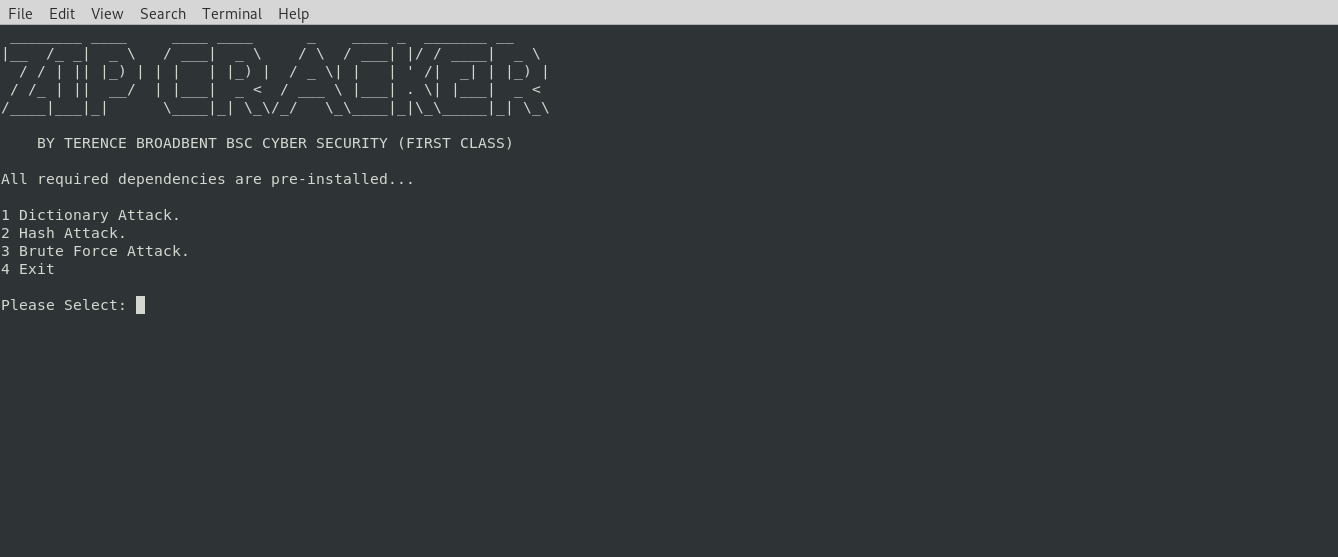 File Edit View Search Terminal Help
ZIP CRACKER
BY TERENCE BROADBENT BSC CYBER SECURITY (FIRST CLASS)
All required dependencies are pre-installed...
1 Dictionary Attack.
2 Hash Attack.
3 Brute Force Attack.
4 Exit
Please Select: